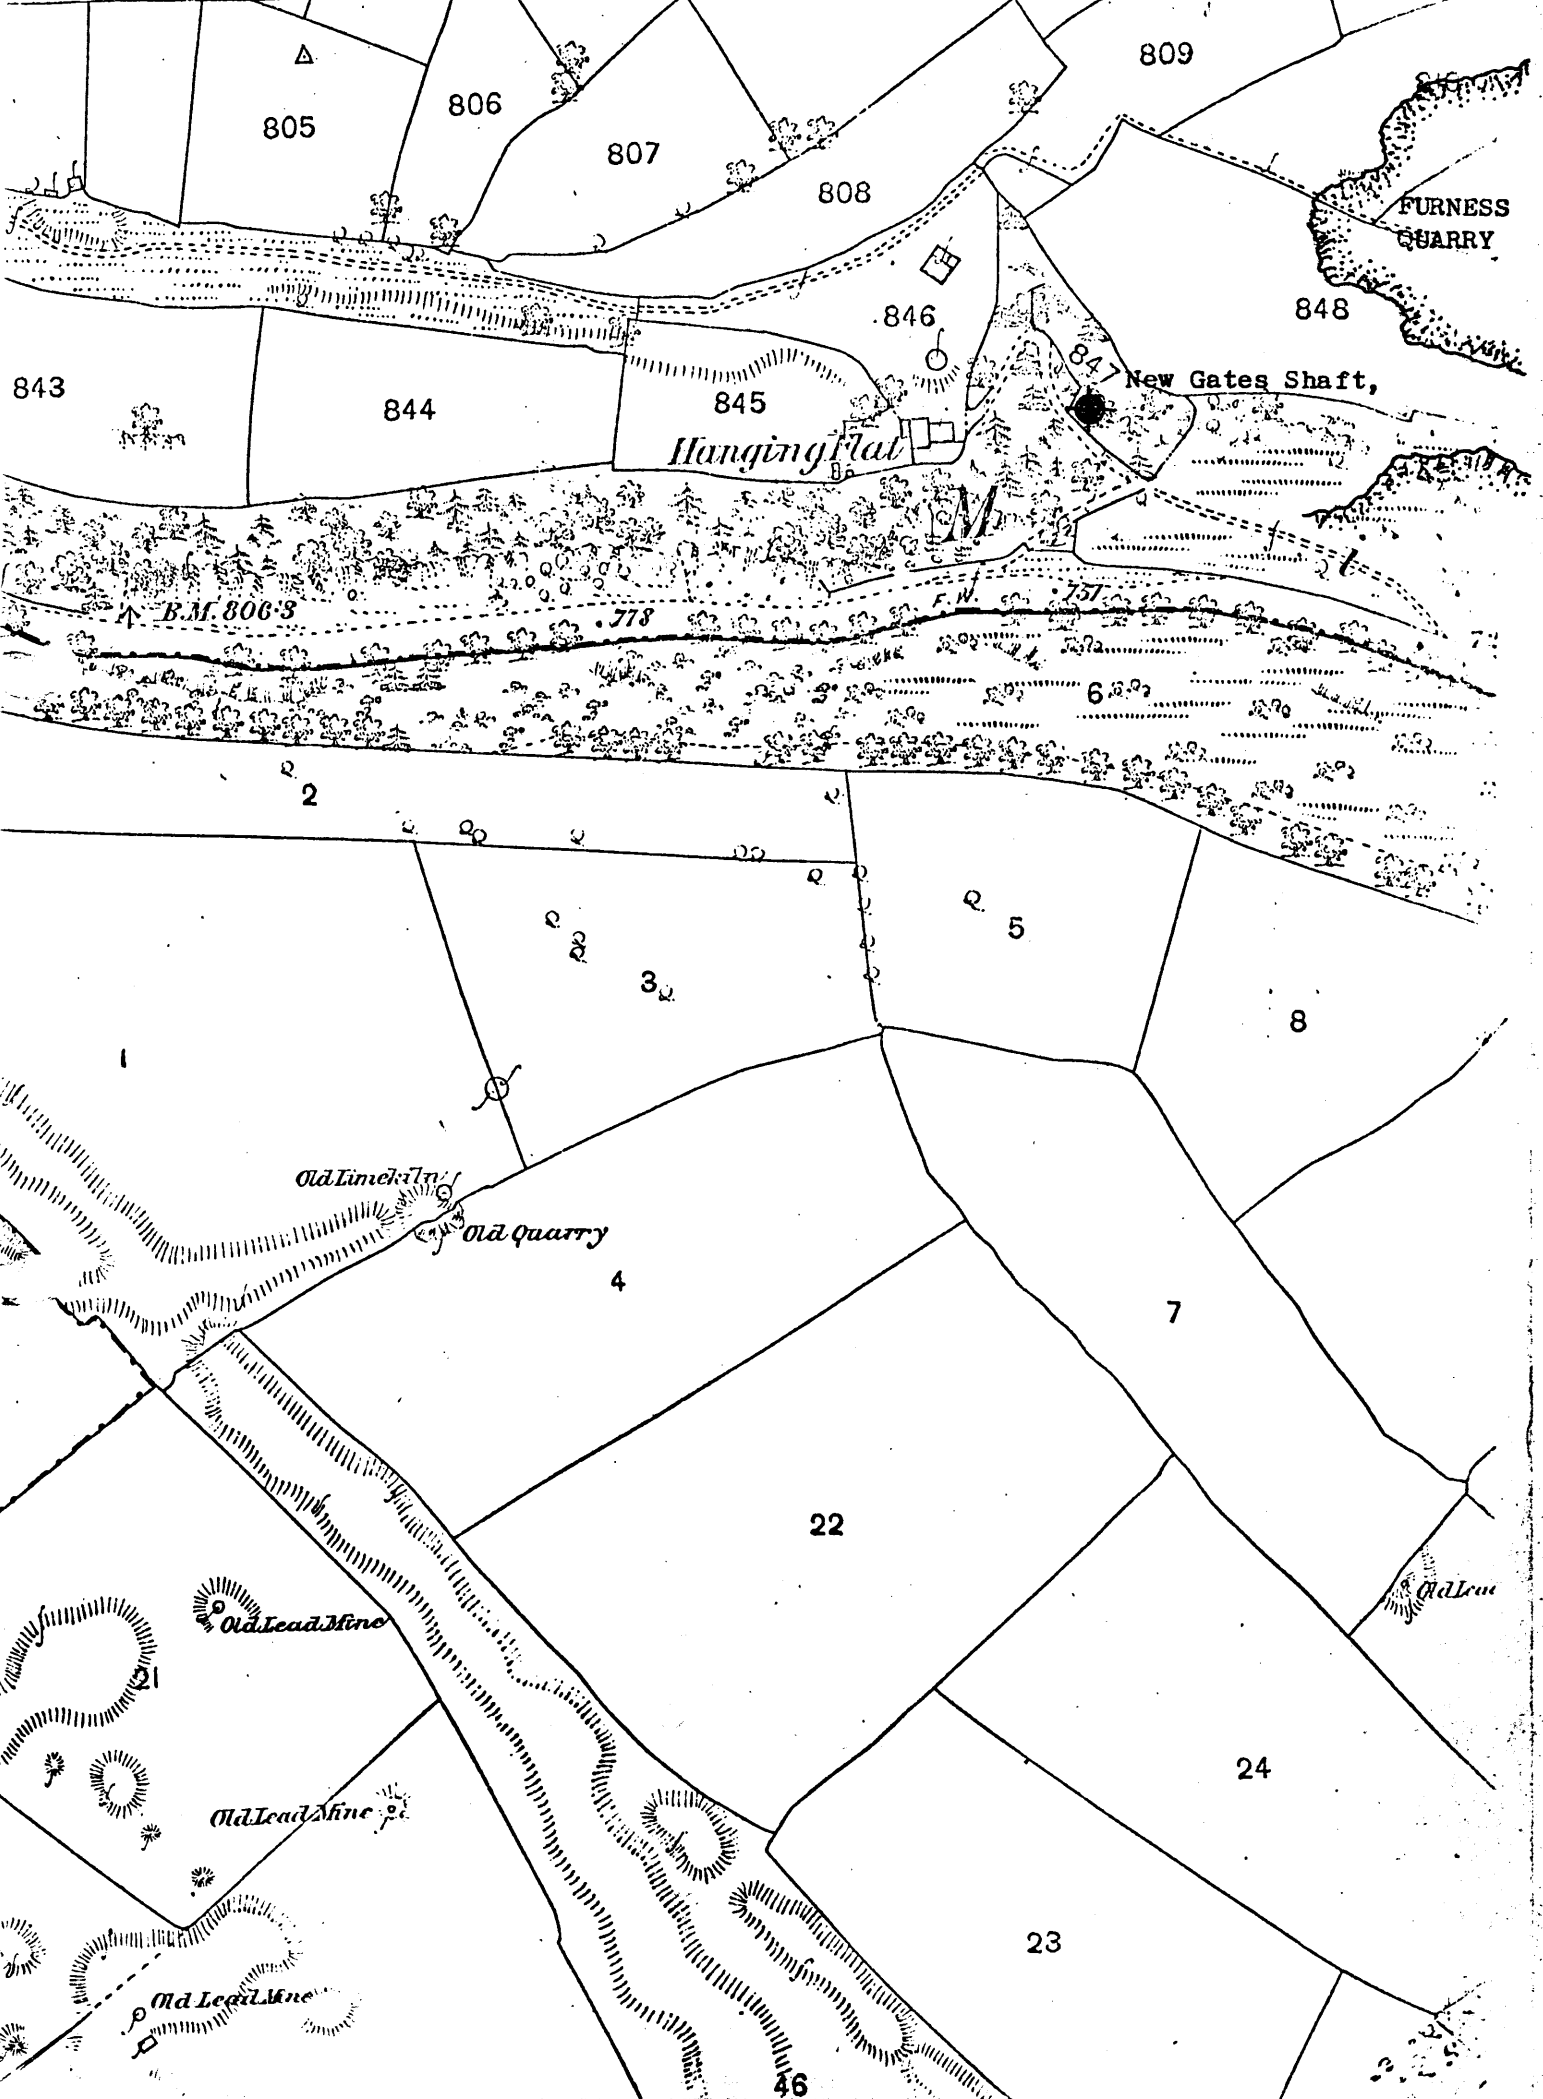 809
806
805
807
808
FURNESS
QUARRY
.846
848
847
New Gates Shaft,
843
844
845
Hanging Flat
M
B.M. 806·3
. 778
F. W.
. 757
6
2
5
3
8
1
Old Limekiln
Old Quarry
4
7
22
Old Lead Mine
21
24
Old Lead Mine
23
Old Lead Mine
46